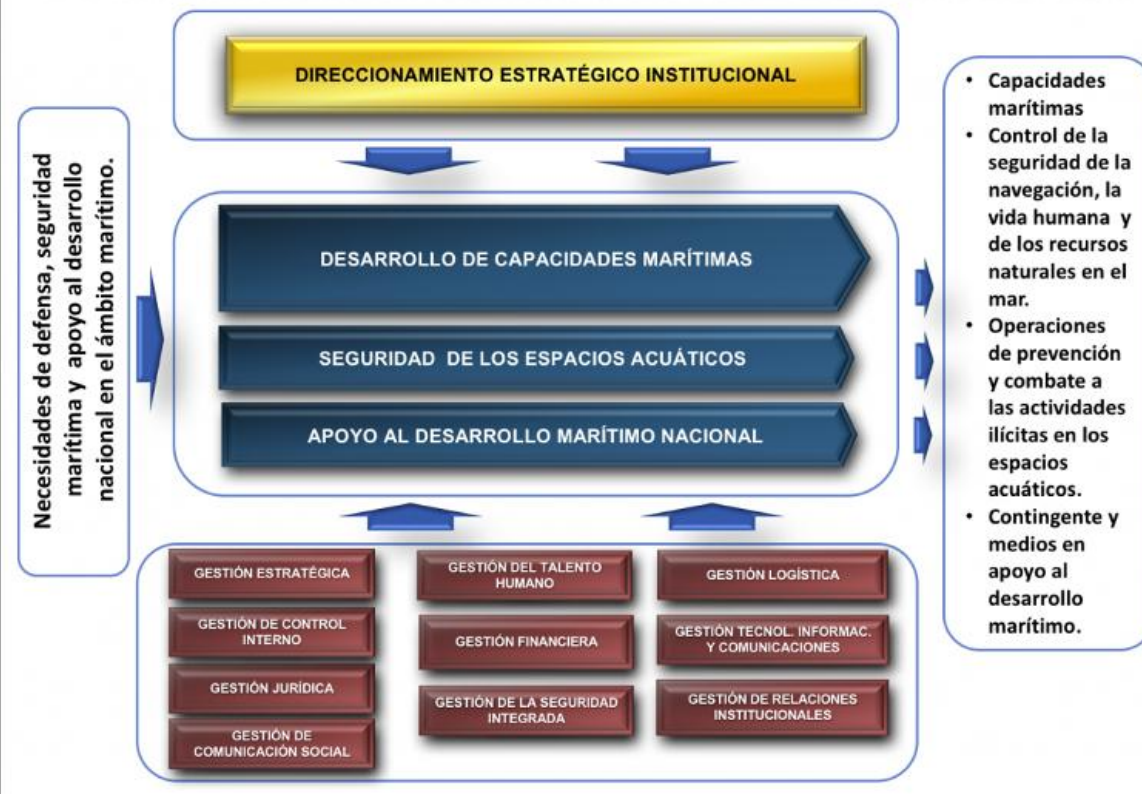 DIRECCIONAMIENTO ESTRATÉGICO INSTITUCIONAL
Necesidades de defensa, seguridad
marítima y apoyo al desarrollo
nacional en el ámbito marítimo.
DESARROLLO DE CAPACIDADES MARÍTIMAS
SEGURIDAD DE LOS ESPACIOS ACUÁTICOS
APOYO AL DESARROLLO MARÍTIMO NACIONAL
GESTIÓN ESTRATÉGICA
GESTIÓN DE CONTROL
INTERNO
GESTIÓN JURÍDICA
GESTIÓN DE
COMUNICACIÓN SOCIAL
GESTIÓN DEL TALENTO
HUMANO
GESTIÓN FINANCIERA
GESTIÓN DE LA SEGURIDAD
INTEGRADA
GESTIÓN LOGÍSTICA
GESTIÓN TECNOL. INFORMAC.
Y COMUNICACIONES
GESTIÓN DE RELACIONES
INSTITUCIONALES
• Capacidades
marítimas
• Control de la
seguridad de la
navegación, la
vida humana y
de los recursos
naturales en el
mar.
• Operaciones
de prevención
y combate a
las actividades
ilícitas en los
espacios
acuáticos.
• Contingente y
medios en
apoyo al
desarrollo
marítimo.